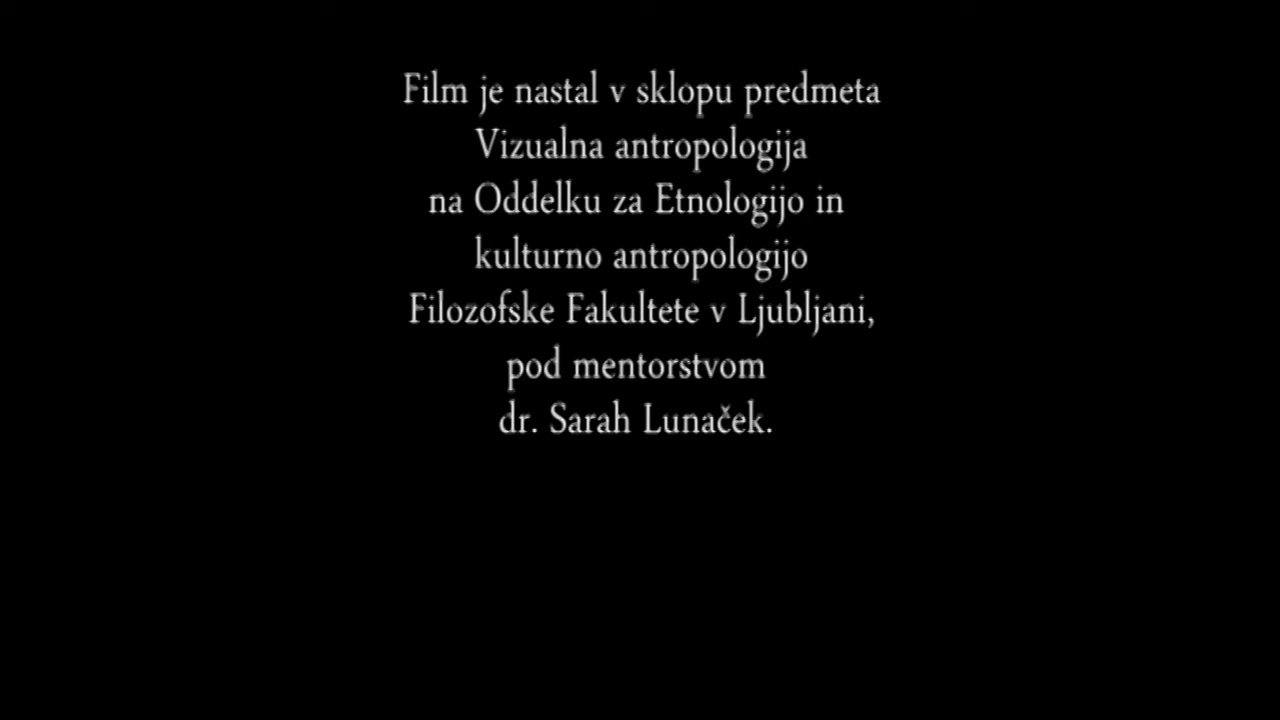 Film je nastal v sklopu predmeta
Vizualna antropologija
na Oddelku za Etnologijo in
kulturno antropologijo
Filozofske Fakultete v Ljubljani,
pod mentorstvom
dr. Sarah Lunaček.